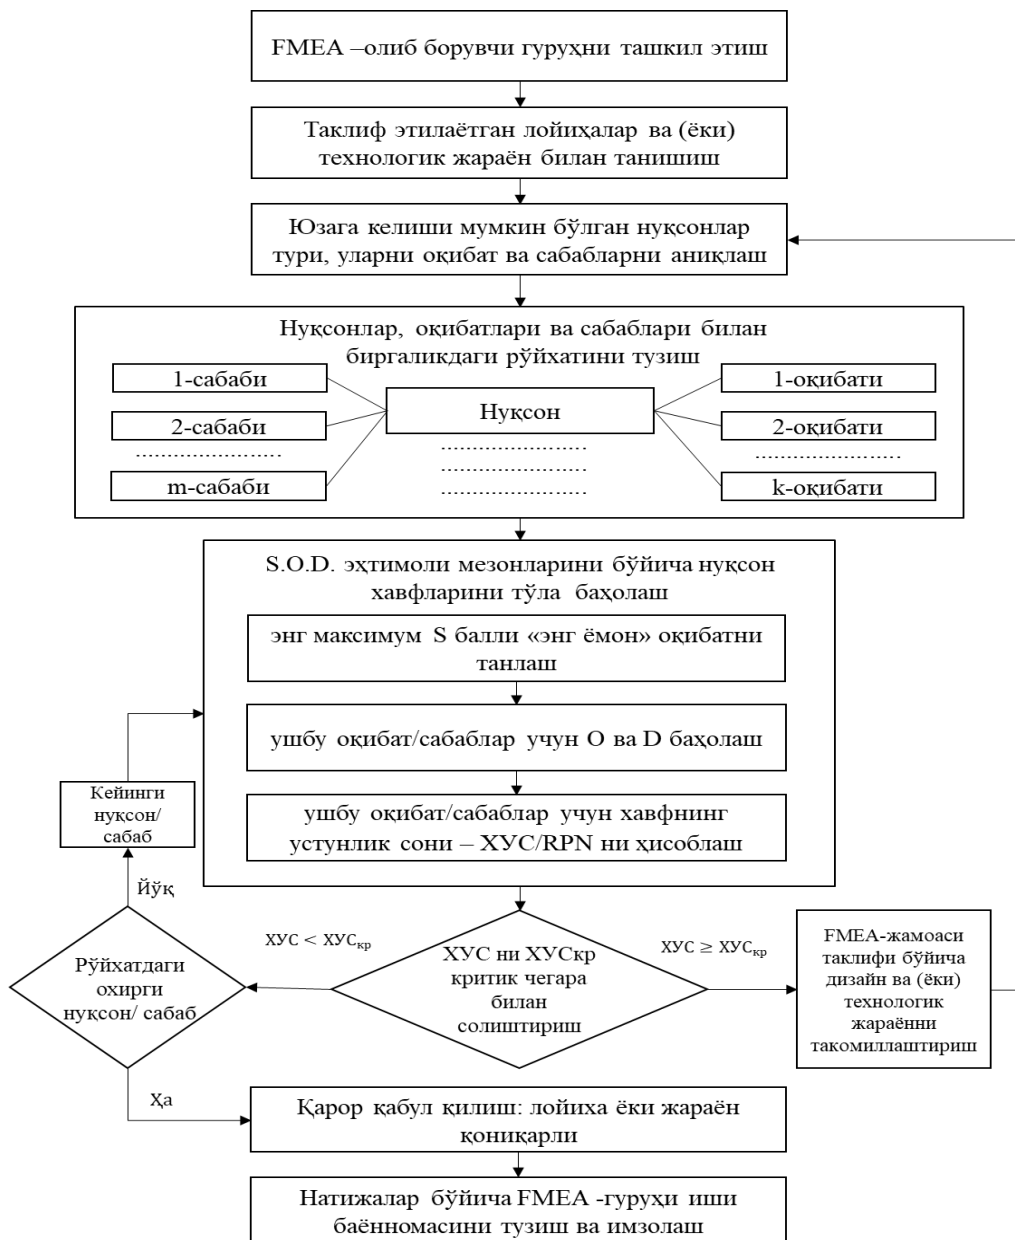 FMEA –олиб борувчи гуруҳни ташкил этиш
Таклиф этилаётган лойиҳалар ва (ёки)
технологик жараён билан танишиш
Юзага келиши мумкин бўлган нуқсонлар
тури, уларни оқибат ва сабабларни аниқлаш
Нуқсонлар, оқибатлари ва сабаблари билан
биргаликдаги рўйхатини тузиш
1-сабаби
2-сабаби
......................
m-сабаби
Нуқсон
......................
......................
......................
1-оқибати
2-оқибати
......................
k-оқибати
S.O.D. эҳтимоли мезонларини бўйича нуқсон
хавфларини тўла баҳолаш
энг максимум S балли «энг ёмон» оқибатни
танлаш
ушбу оқибат/сабаблар учун O ва D баҳолаш
ушбу оқибат/сабаблар учун хавфнинг
устунлик сони – ХУС/RPN ни ҳисоблаш
Кейинги
нуқсон/
сабаб
Йўқ
Рўйхатдаги
охирги
нуқсон/ сабаб
ХУС < ХУСкр
ХУС ни ХУСкр
критик чегара
билан
солиштириш
ХУС ≥ ХУСкр
FMEA-жамоаси
таклифи бўйича
дизайн ва (ёки)
технологик
жараённи
такомиллаштириш
Ҳа
Қарор қабул қилиш: лойиха ёки жараён
қониқарли
Натижалар бўйича FMEA -гуруҳи иши
баённомасини тузиш ва имзолаш